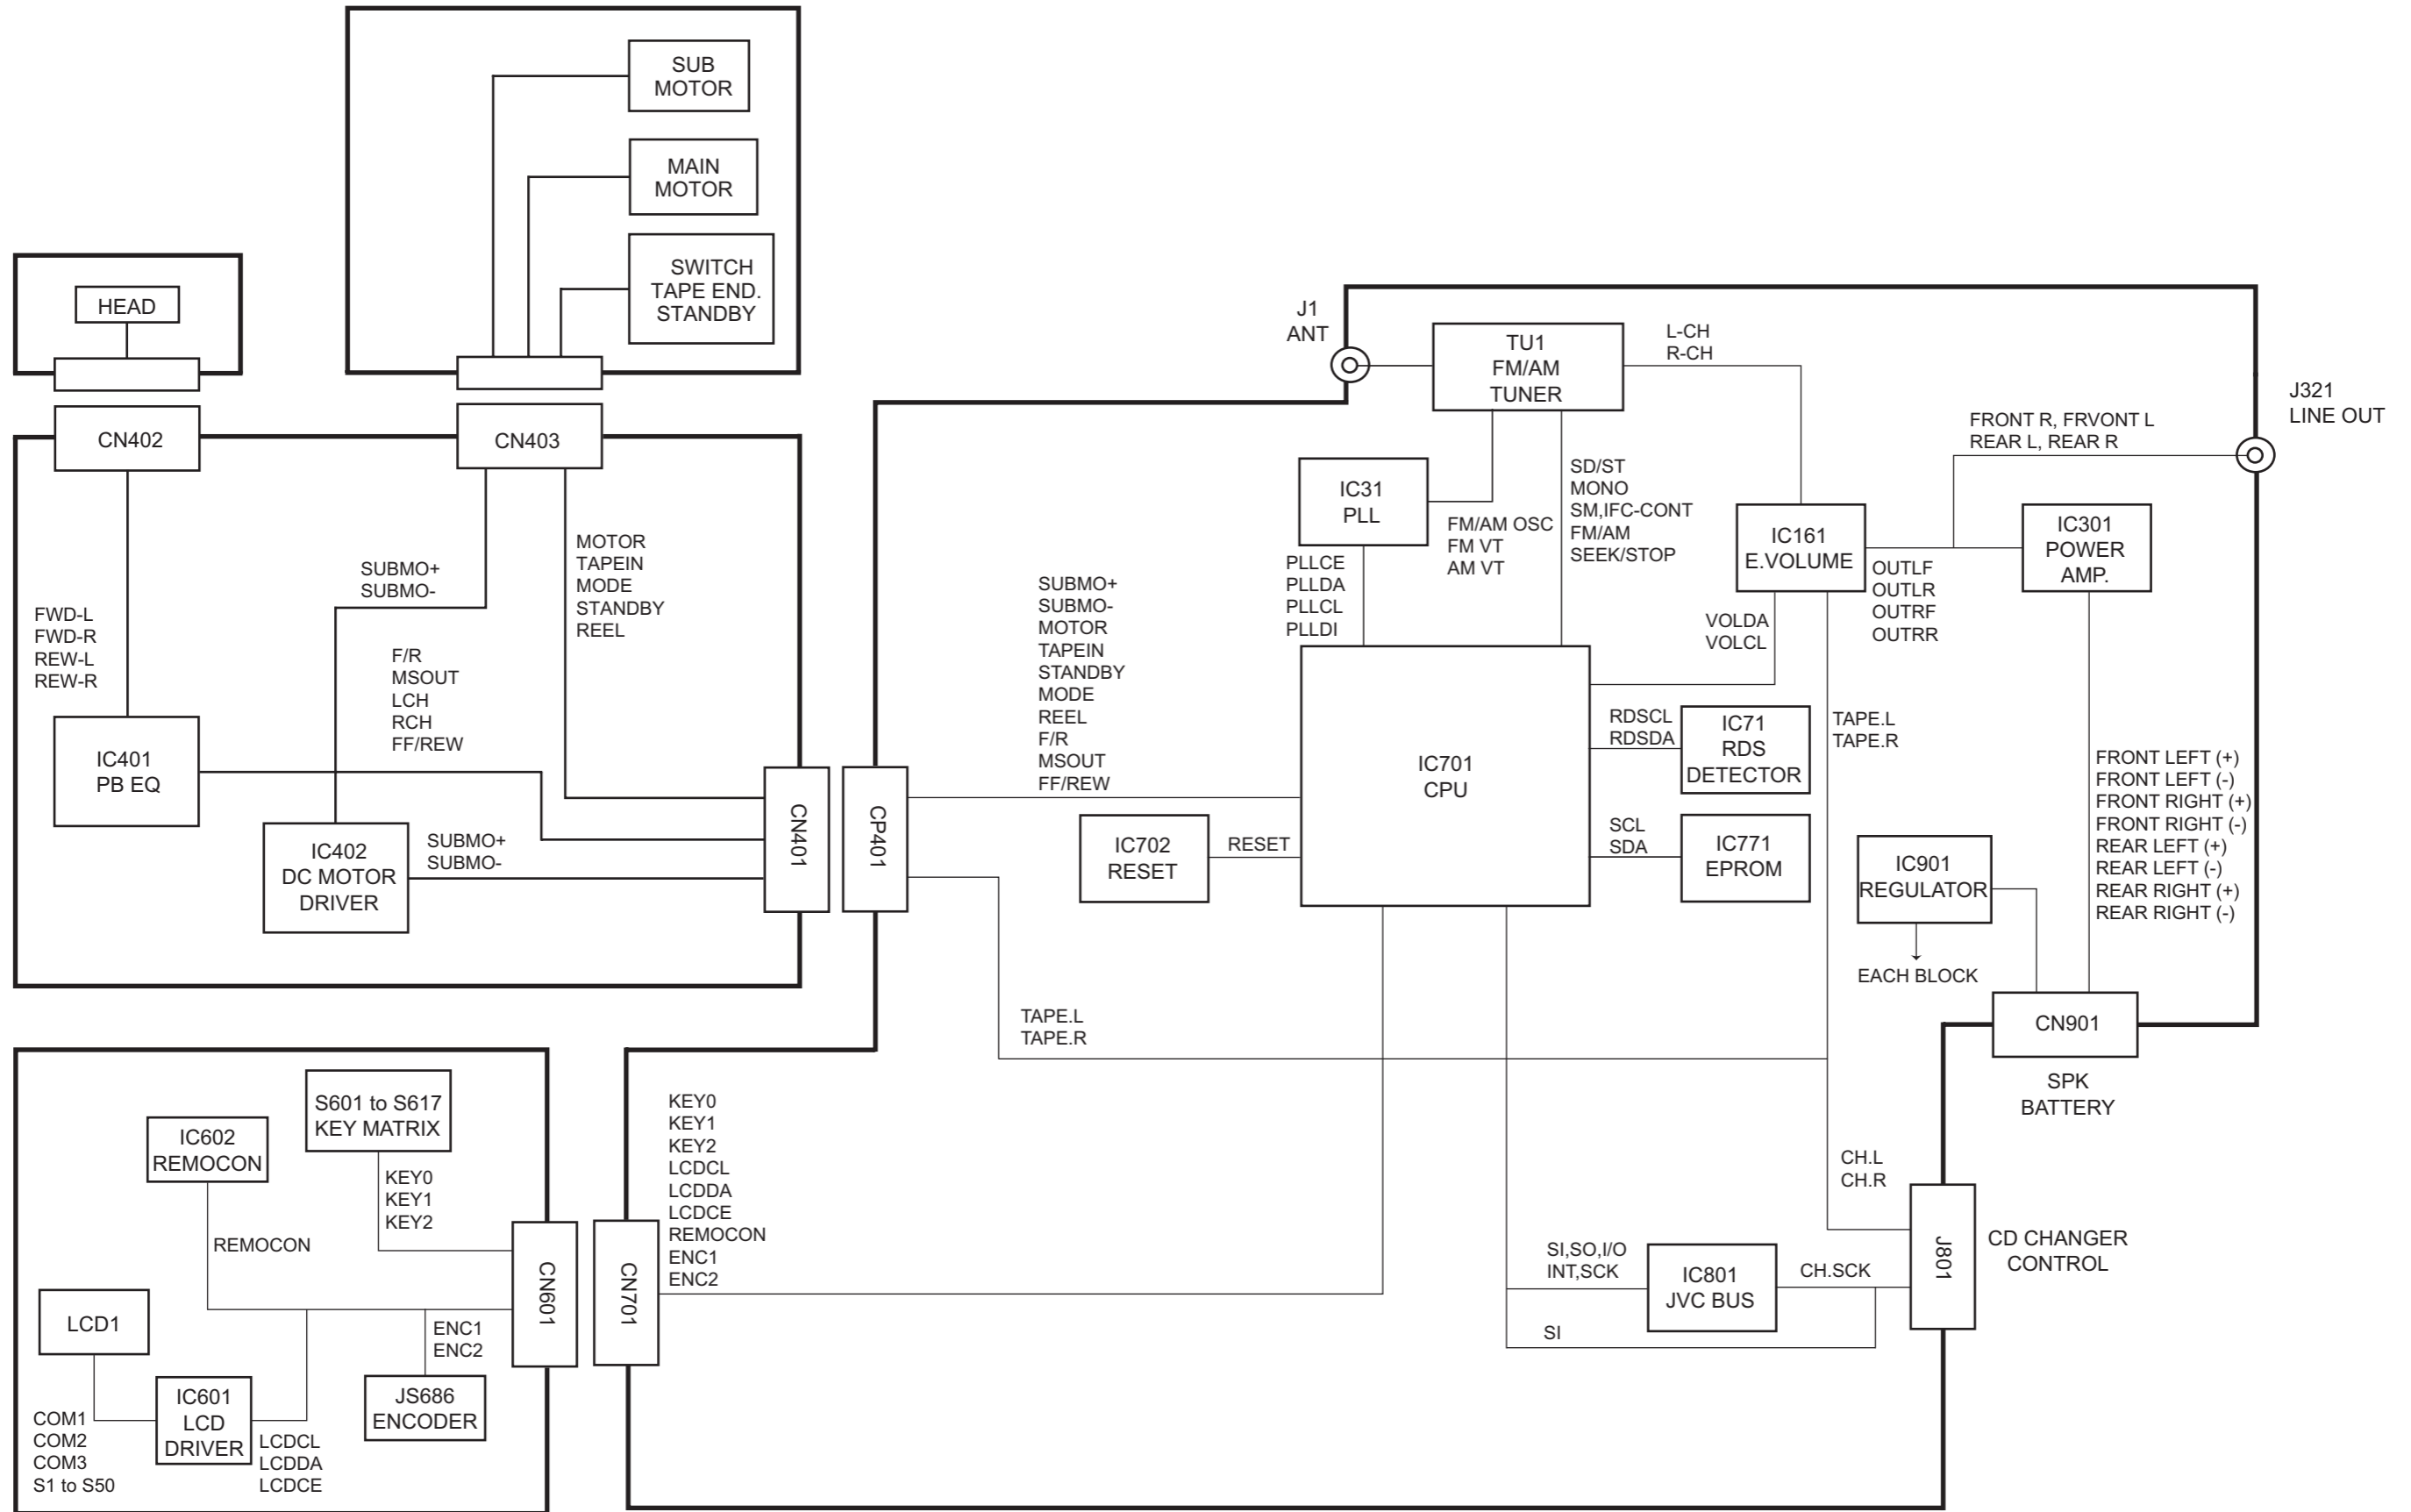 SUB
MOTOR
MAIN
MOTOR
SWITCH
TAPE END.
STANDBY
HEAD
CN402
CN403
FWD-L
FWD-R
REW-L
REW-R
SUBMO+
SUBMO-
MOTOR
TAPEIN
MODE
STANDBY
REEL
F/R
MSOUT
LCH
RCH
FF/REW
IC401
PB EQ
IC402
DC MOTOR
DRIVER
SUBMO+
SUBMO-
CN401
CP401
J1
ANT
TU1
FM/AM
TUNER
L-CH
R-CH
J321
LINE OUT
FRONT R, FRVONT L
REAR L, REAR R
IC31
PLL
FM/AM OSC
FM VT
AM VT
SD/ST
MONO
SM,IFC-CONT
FM/AM
SEEK/STOP
IC161
E.VOLUME
IC301
POWER
AMP.
OUTLF
OUTLR
OUTRF
OUTRR
PLLCE
PLLDA
PLLCL
PLLDI
VOLDA
VOLCL
SUBMO+
SUBMO-
MOTOR
TAPEIN
STANDBY
MODE
REEL
F/R
MSOUT
FF/REW
IC701
CPU
RDSCL
RDSDA
IC71
RDS
DETECTOR
TAPE.L
TAPE.R
FRONT LEFT (+)
FRONT LEFT (-)
FRONT RIGHT (+)
FRONT RIGHT (-)
REAR LEFT (+)
REAR LEFT (-)
REAR RIGHT (+)
REAR RIGHT (-)
IC702
RESET
RESET
SCL
SDA
IC771
EPROM
IC901
REGULATOR
EACH BLOCK
CN901
SPK
BATTERY
TAPE.L
TAPE.R
S601 to S617
KEY MATRIX
IC602
REMOCON
KEY0
KEY1
KEY2
REMOCON
LCD1
ENC1
ENC2
CN601
CN701
IC601
LCD
DRIVER
JS686
ENCODER
COM1
COM2
COM3
S1 to S50
LCDCL
LCDDA
LCDCE
KEY0
KEY1
KEY2
LCDCL
LCDDA
LCDCE
REMOCON
ENC1
ENC2
CH.L
CH.R
SI,SO,I/O
INT,SCK
IC801
JVC BUS
CH.SCK
SI
J801
CD CHANGER
CONTROL